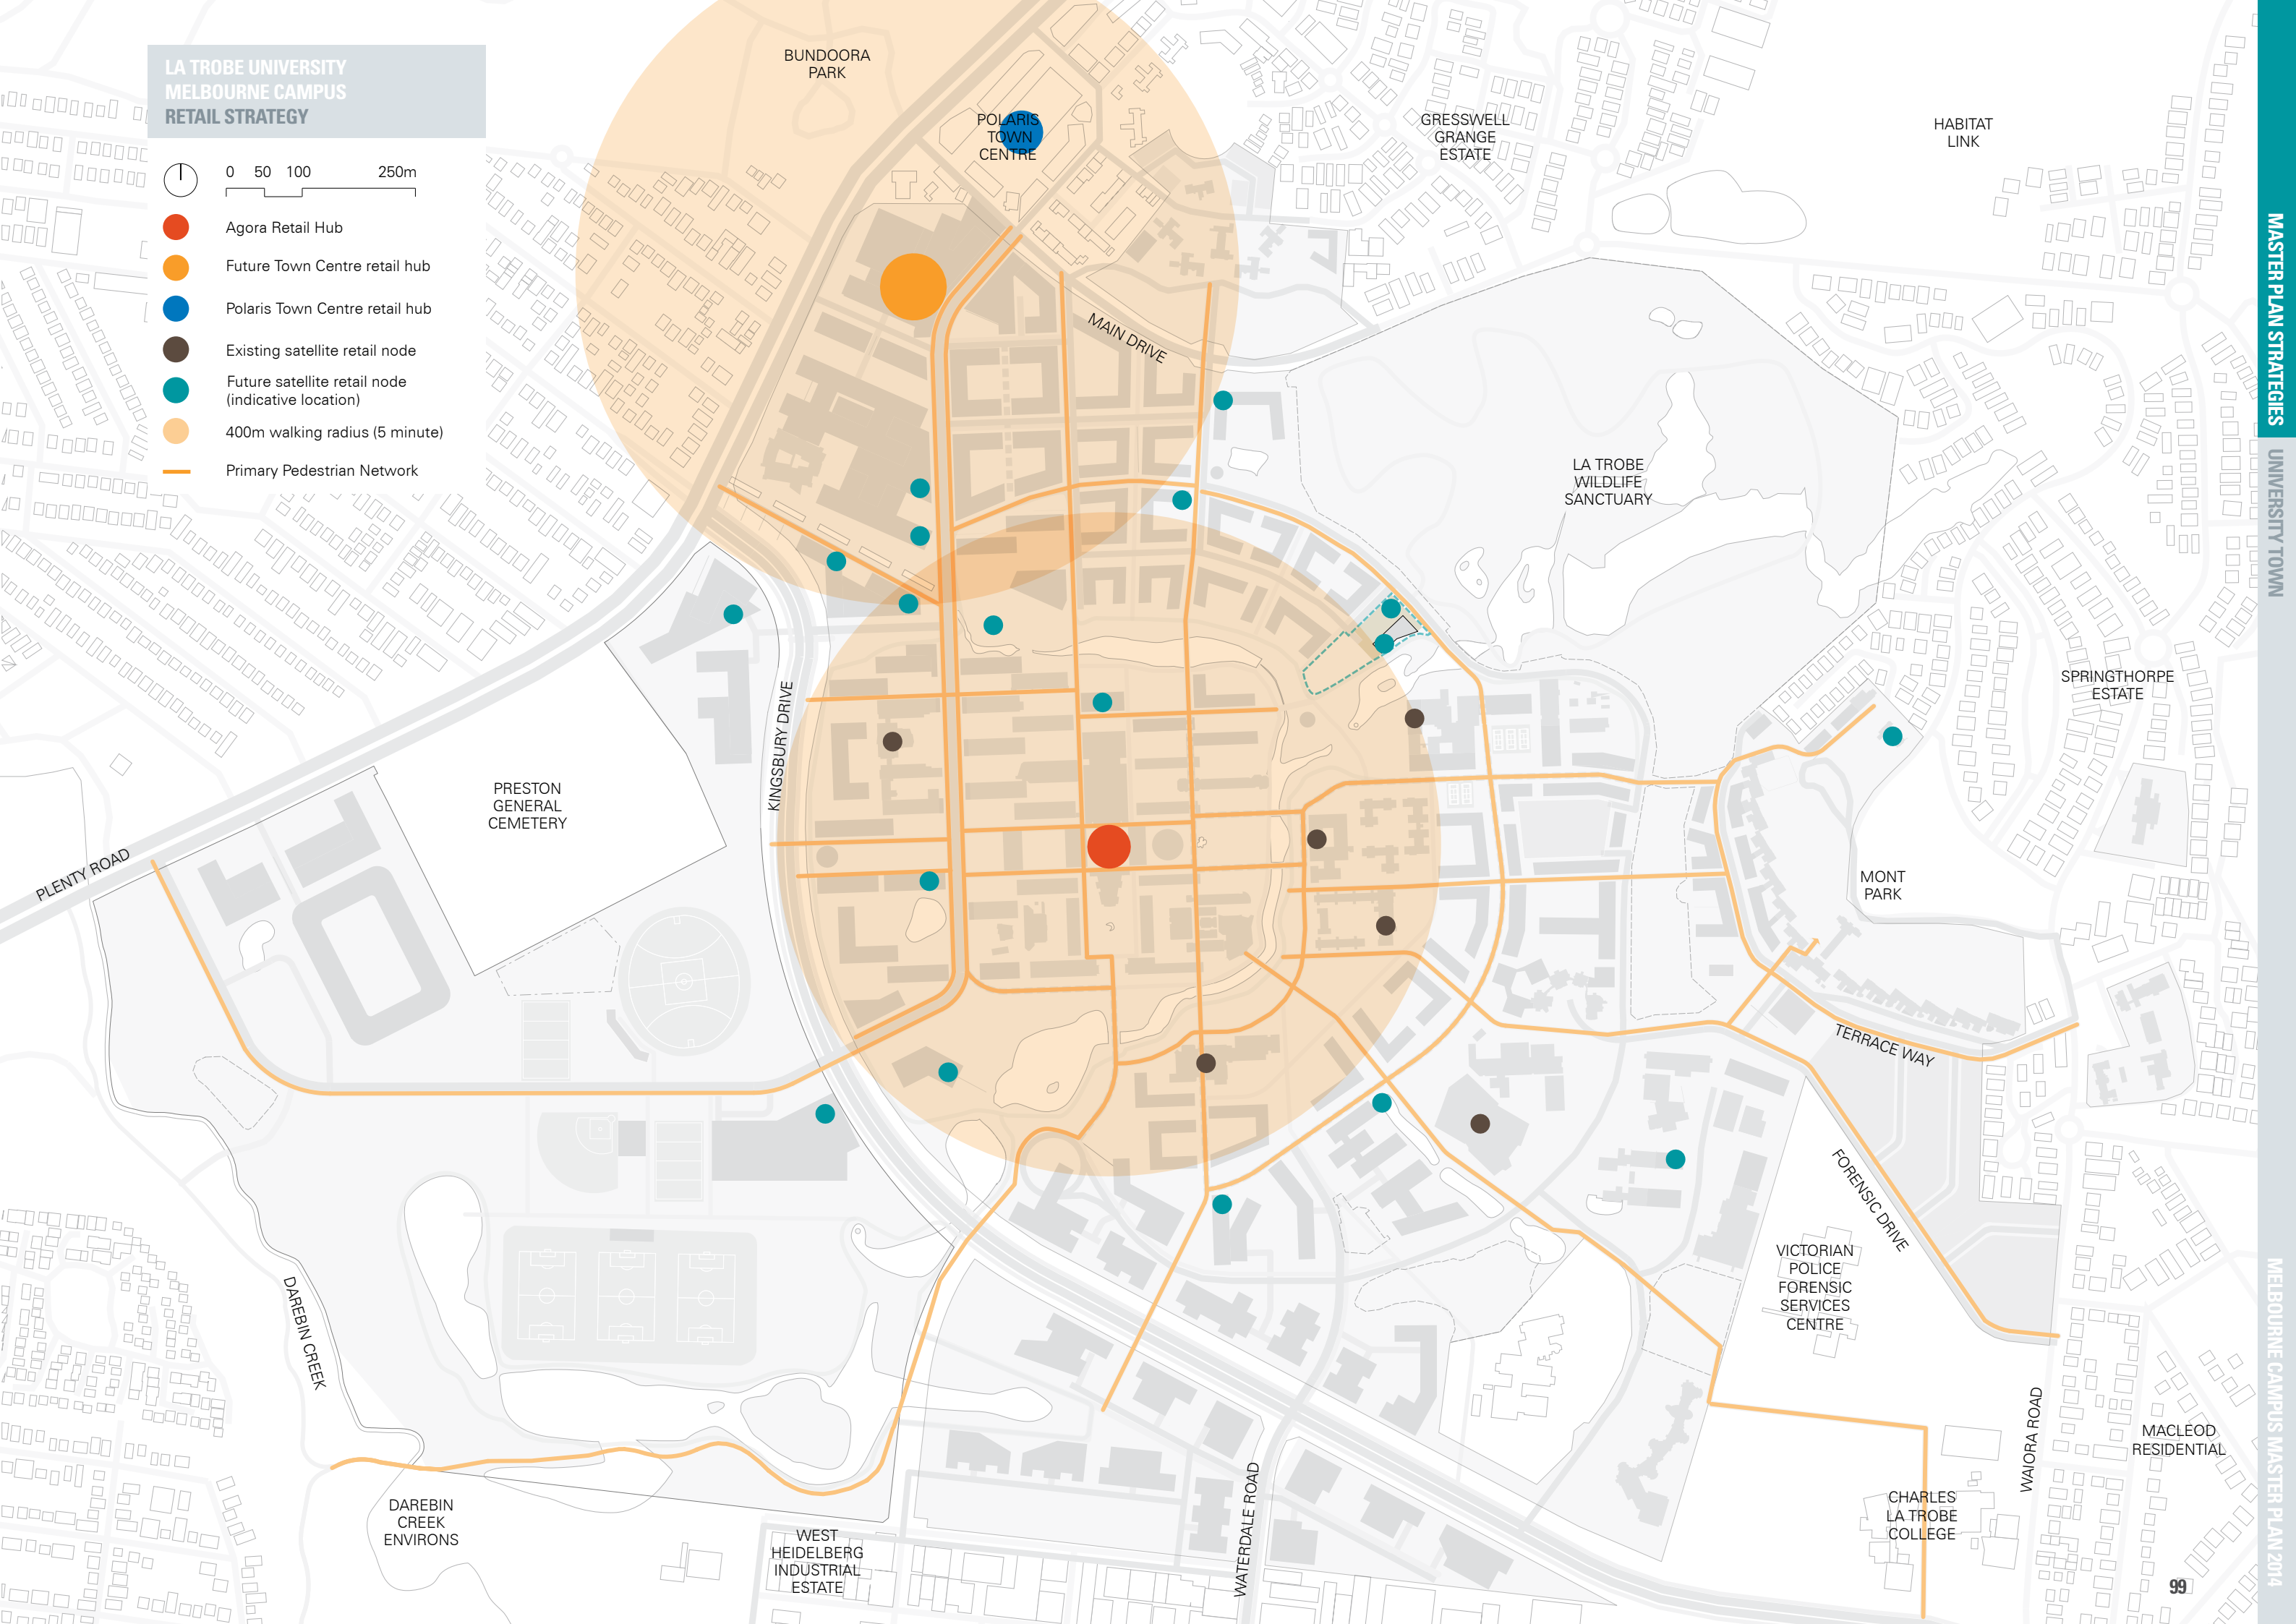 LA TROBE UNIVERSITY
MELBOURNE CAMPUS
RETAIL STRATEGY
0 50 100 250m
Agora Retail Hub
Future Town Centre retail hub
Polaris Town Centre retail hub
Existing satellite retail node
Future satellite retail node
(indicative location)
400m walking radius (5 minute)
Primary Pedestrian Network
BUNDOORA
PARK
POLARIS
TOWN
CENTRE
GRESSWELL
GRANGE
ESTATE
HABITAT
LINK
MAIN DRIVE
LA TROBE
WILDLIFE
SANCTUARY
SPRINGTHORPE
ESTATE
KINGSBURY DRIVE
PRESTON
GENERAL
CEMETERY
PLENTY ROAD
MONT
PARK
TERRACE WAY
FORENSIC DRIVE
VICTORIAN
POLICE
FORENSIC
SERVICES
CENTRE
DAREBIN CREEK
WAIORA ROAD
MACLEOD
RESIDENTIAL
WATERDALE ROAD
CHARLES
LA TROBE
COLLEGE
DAREBIN
CREEK
ENVIRONS
WEST
HEIDELBERG
INDUSTRIAL
ESTATE
MASTER PLAN STRATEGIES
UNIVERSITY TOWN
MELBOURNE CAMPUS MASTER PLAN 2014
99